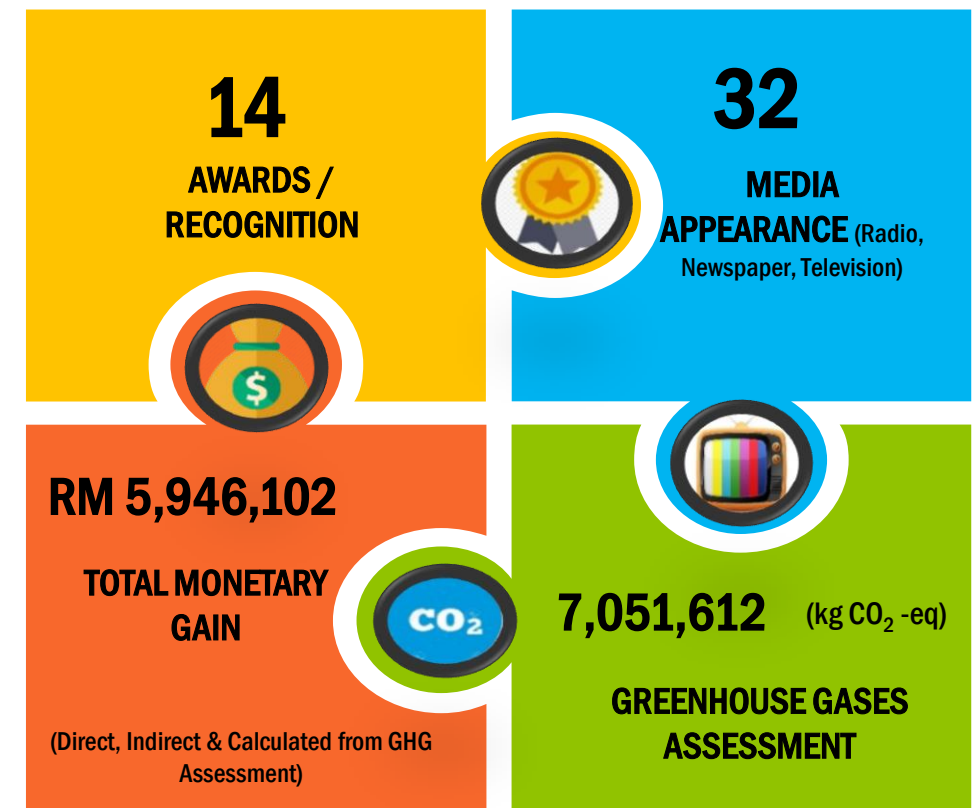 14
AWARDS /
RECOGNITION
32
MEDIA
APPEARANCE (Radio,
Newspaper, Television)
$
RM 5,946,102
TOTAL MONETARY
GAIN
(Direct, Indirect & Calculated from GHG
Assessment)
CO₂
7,051,612 (kg CO₂ -eq)
GREENHOUSE GASES
ASSESSMENT